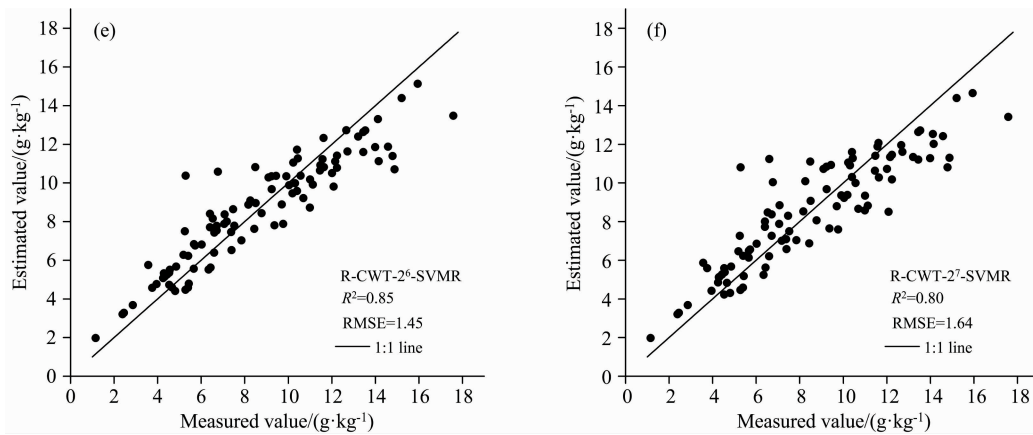 (e)
Estimated value/(g·kg⁻¹)
18
16
14
12
10
8
6
4
2
0
R-CWT-2⁶-SVMR
R²=0.85
RMSE=1.45
1:1 line
0 2 4 6 8 10 12 14 16 18
Measured value/(g·kg⁻¹)
(f)
Estimated value/(g·kg⁻¹)
18
16
14
12
10
8
6
4
2
0
R-CWT-2⁷-SVMR
R²=0.80
RMSE=1.64
1:1 line
0 2 4 6 8 10 12 14 16 18
Measured value/(g·kg⁻¹)